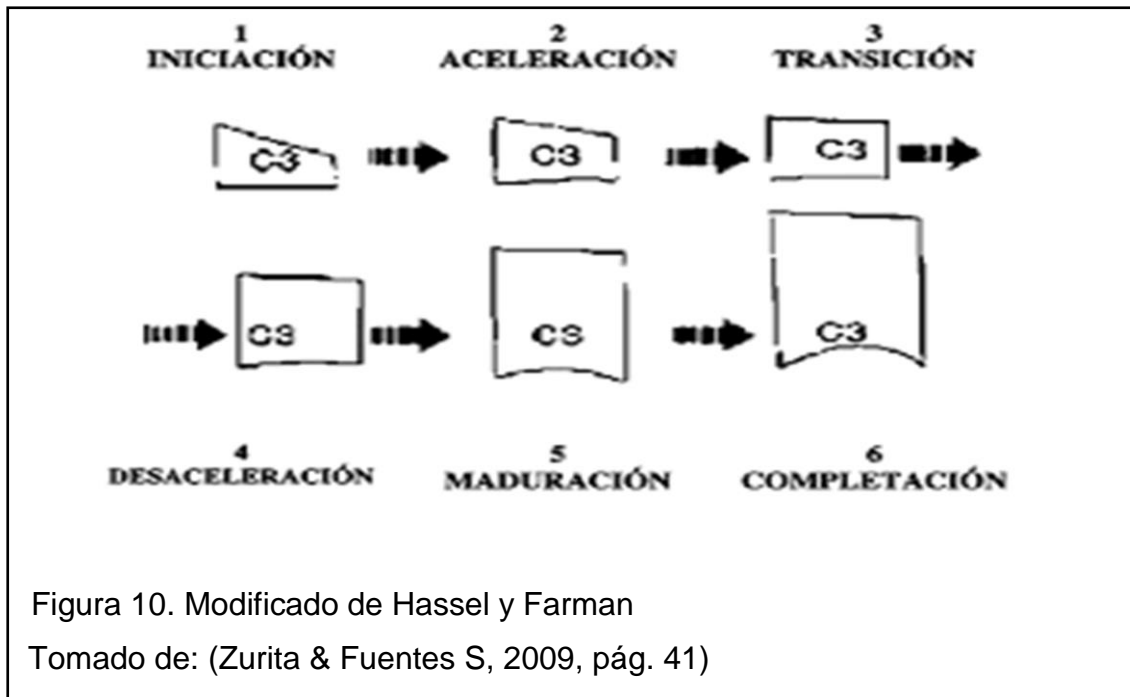 1
INICIACIÓN
2
ACELERACIÓN
3
TRANSICIÓN
C3
C3
C3
C3
C3
C3
4
DESACELERACIÓN
5
MADURACIÓN
6
COMPLETACIÓN
Figura 10. Modificado de Hassel y Farman
Tomado de: (Zurita & Fuentes S, 2009, pág. 41)